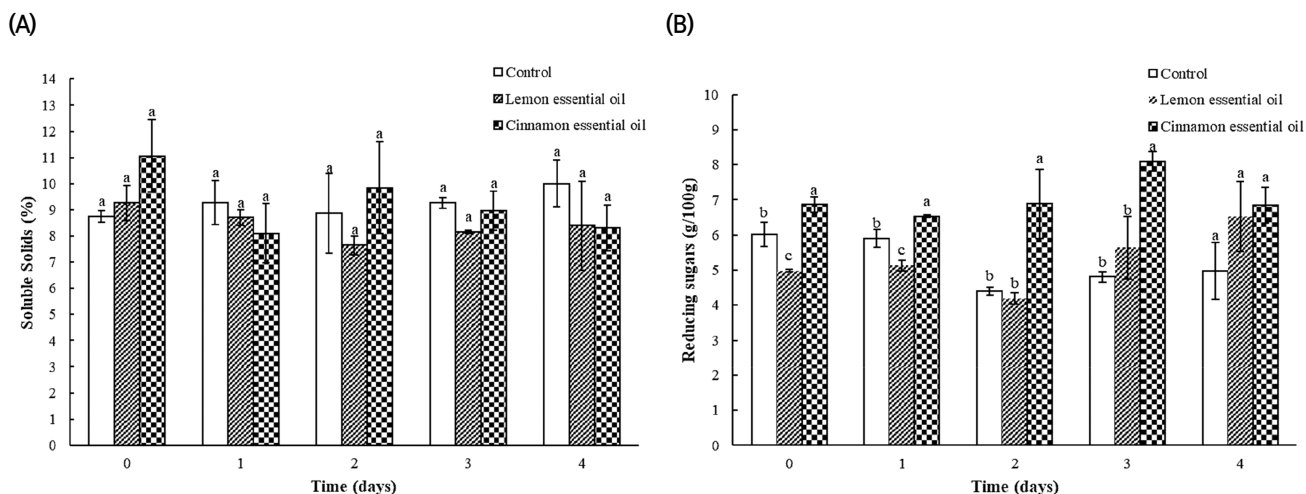 (A)
Control
Lemon essential oil
Cinnamon essential oil
Soluble Solids (%)
14
13
12
11
10
9
8
7
6
5
4
3
2
1
0
a a a
a a a
a a a
a a a
a a a
0 1 2 3 4
Time (days)
(B)
Control
Lemon essential oil
Cinnamon essential oil
Reducing sugars (g/100g)
10
9
8
7
6
5
4
3
2
1
0
b c a
b c a
b b a
b b a
a a a
0 1 2 3 4
Time (days)